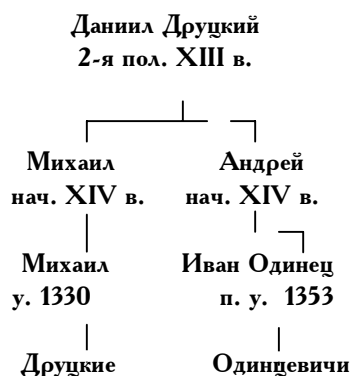 Даниил Друцкий
2-я пол. XIII в.
Михаил
нач. XIV в.
Андрей
нач. XIV в.
Михаил
у. 1330
Иван Одинец
п. у. 1353
Друцкие
Одинцевичи